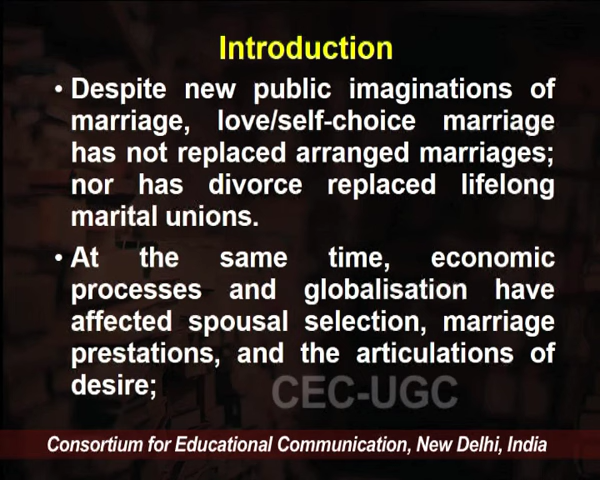 Introduction
• Despite new public imaginations of
marriage, love/self-choice marriage
has not replaced arranged marriages;
nor has divorce replaced lifelong
marital unions.
• At the same time, economic
processes and globalisation have
affected spousal selection, marriage
prestations, and the articulations of
desire;
CEC-UGC
Consortium for Educational Communication, New Delhi, India